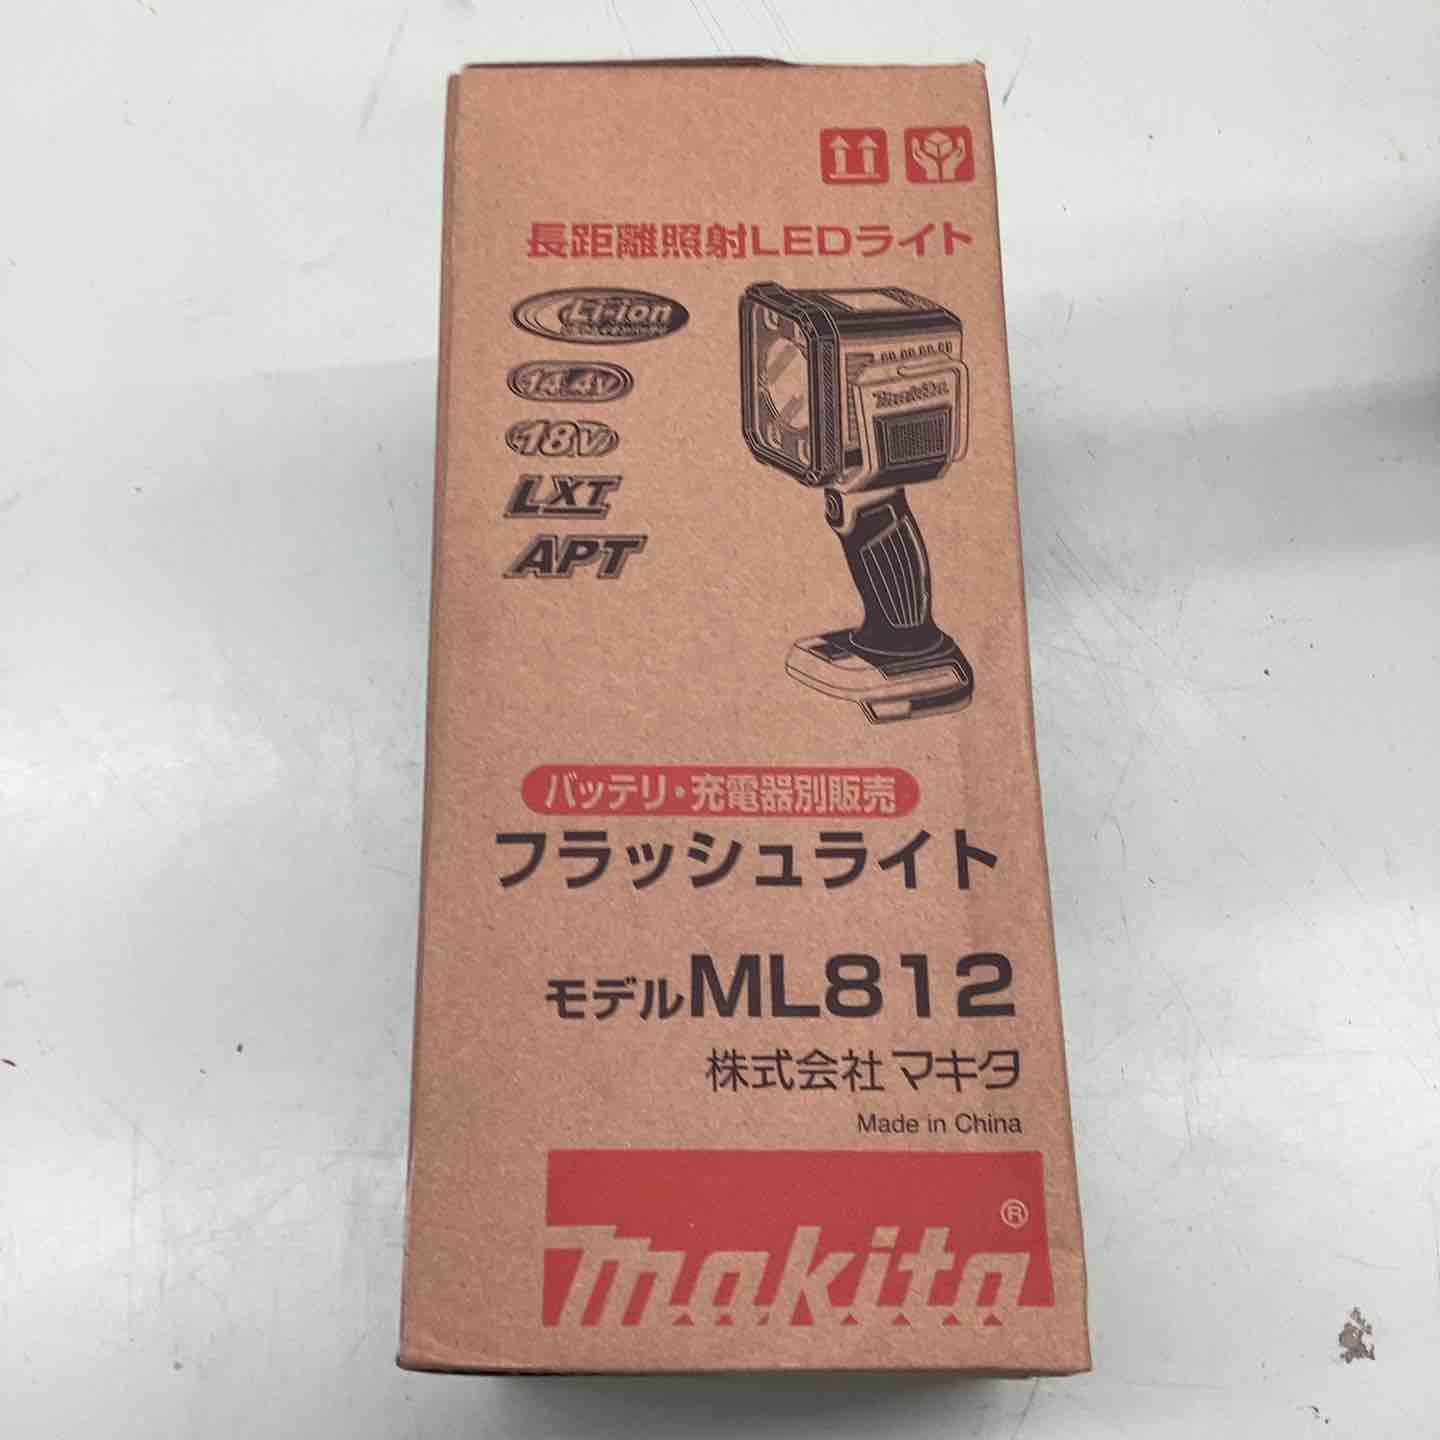 長距離照射LEDライト
Li-ion
14.4V
18V
LXT
APT
makita
バッテリ・充電器別販売
フラッシュライト
モデルML812
株式会社マキタ
Made in China
makita®